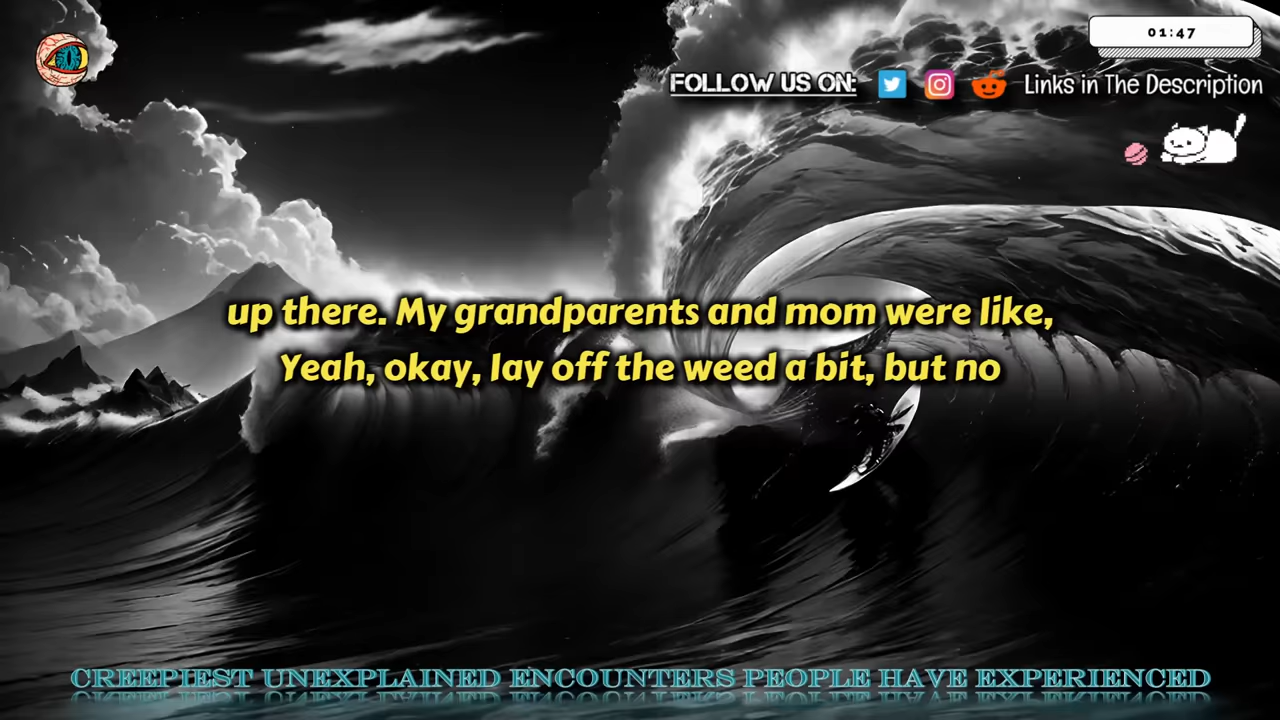 01:47
FOLLOW US ON: Links in The Description
up there. My grandparents and mom were like,
Yeah, okay, lay off the weed a bit, but no
CREEPIEST UNEXPLAINED ENCOUNTERS PEOPLE HAVE EXPERIENCED